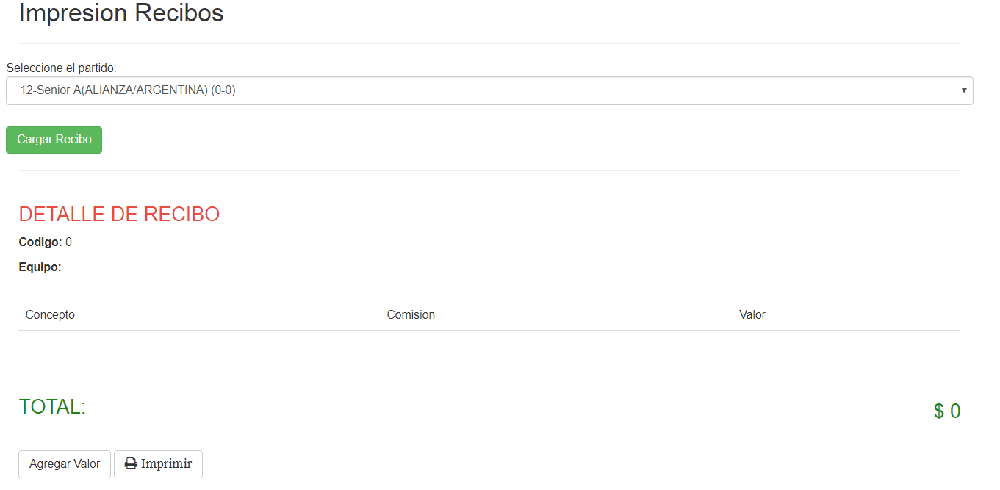 Impresion Recibos
Seleccione el partido:
12-Senior A(ALIANZA/ARGENTINA) (0-0)
Cargar Recibo
DETALLE DE RECIBO
Codigo: 0
Equipo:
Concepto Comision Valor
TOTAL: $ 0
Agregar Valor Imprimir